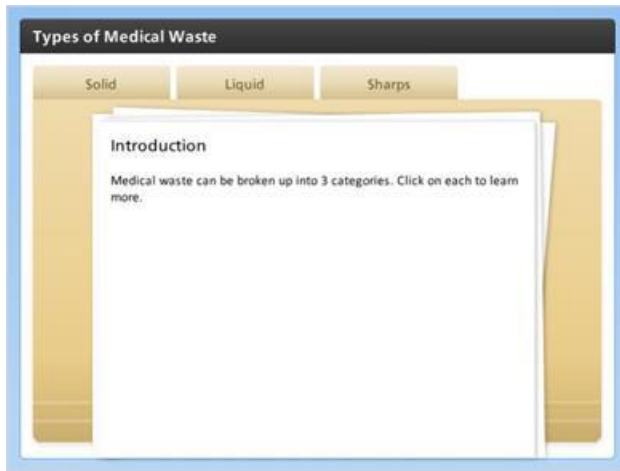 Types of Medical Waste
Solid
Liquid
Sharps
Introduction
Medical waste can be broken up into 3 categories. Click on each to learn
more.